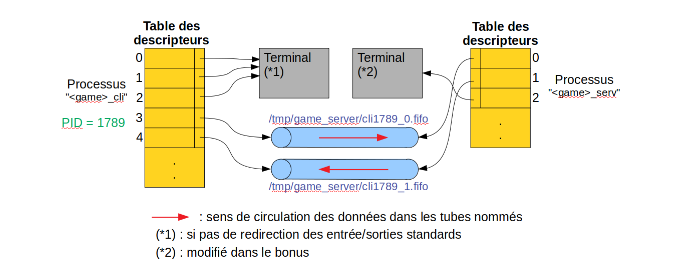 Table des
descripteurs
0
1
2
3
4
.
.
Processus
"<game>_cli"
PID = 1789
Terminal
(*1)
Terminal
(*2)
Table des
descripteurs
0
1
2
.
.
Processus
"<game>_serv"
/tmp/game_server/cli1789_0.fifo
/tmp/game_server/cli1789_1.fifo
: sens de circulation des données dans les tubes nommés
(*1) : si pas de redirection des entrée/sorties standards
(*2) : modifié dans le bonus